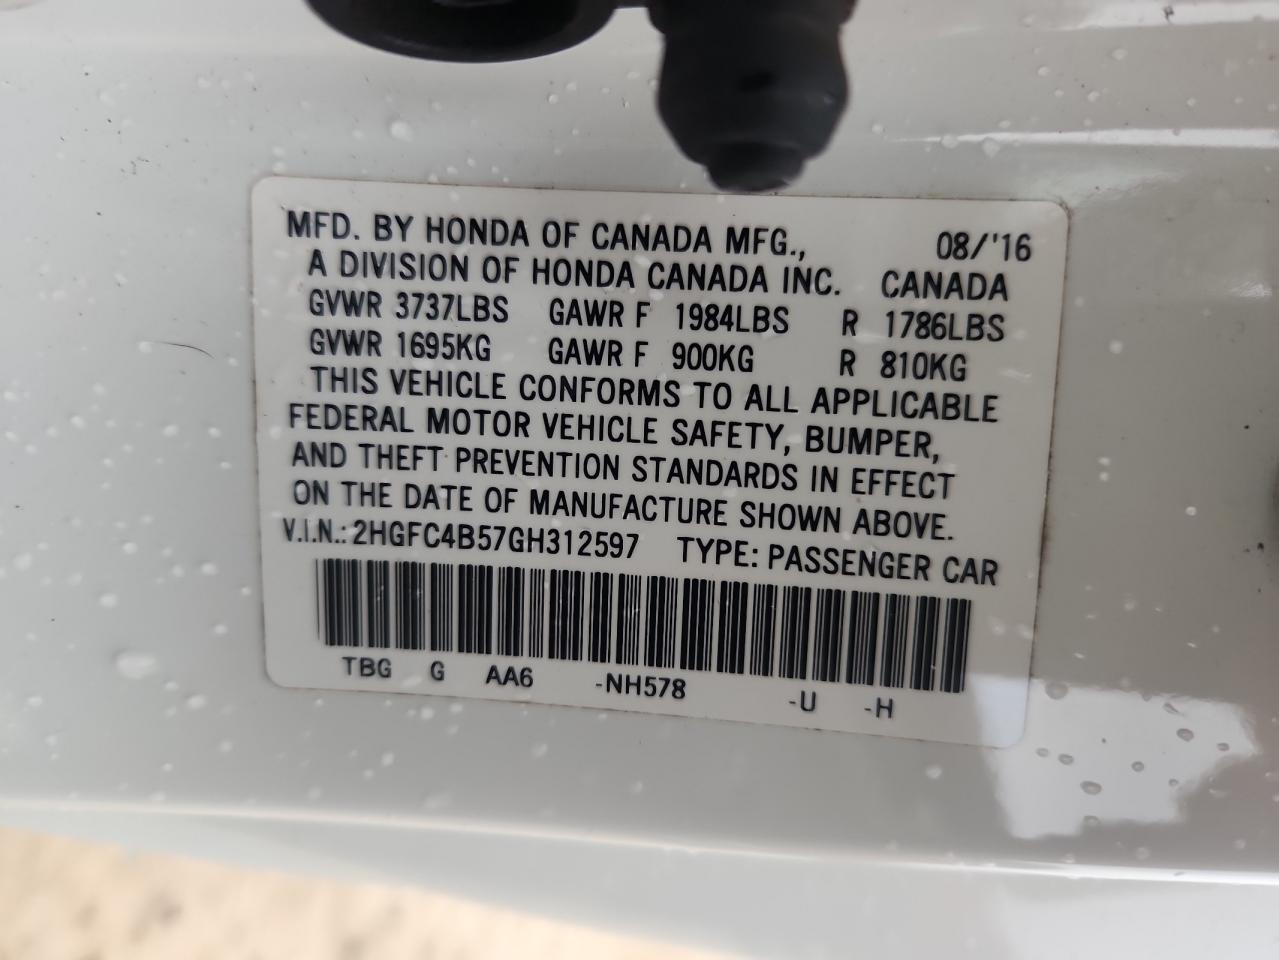 MFD. BY HONDA OF CANADA MFG., 08/'16
A DIVISION OF HONDA CANADA INC. CANADA
GVWR 3737LBS GAWR F 1984LBS R 1786LBS
GVWR 1695KG GAWR F 900KG R 810KG
THIS VEHICLE CONFORMS TO ALL APPLICABLE
FEDERAL MOTOR VEHICLE SAFETY, BUMPER,
AND THEFT PREVENTION STANDARDS IN EFFECT
ON THE DATE OF MANUFACTURE SHOWN ABOVE.
V.I.N.: 2HGFC4B57GH312597 TYPE: PASSENGER CAR
TBG G AA6 -NH578 -U -H